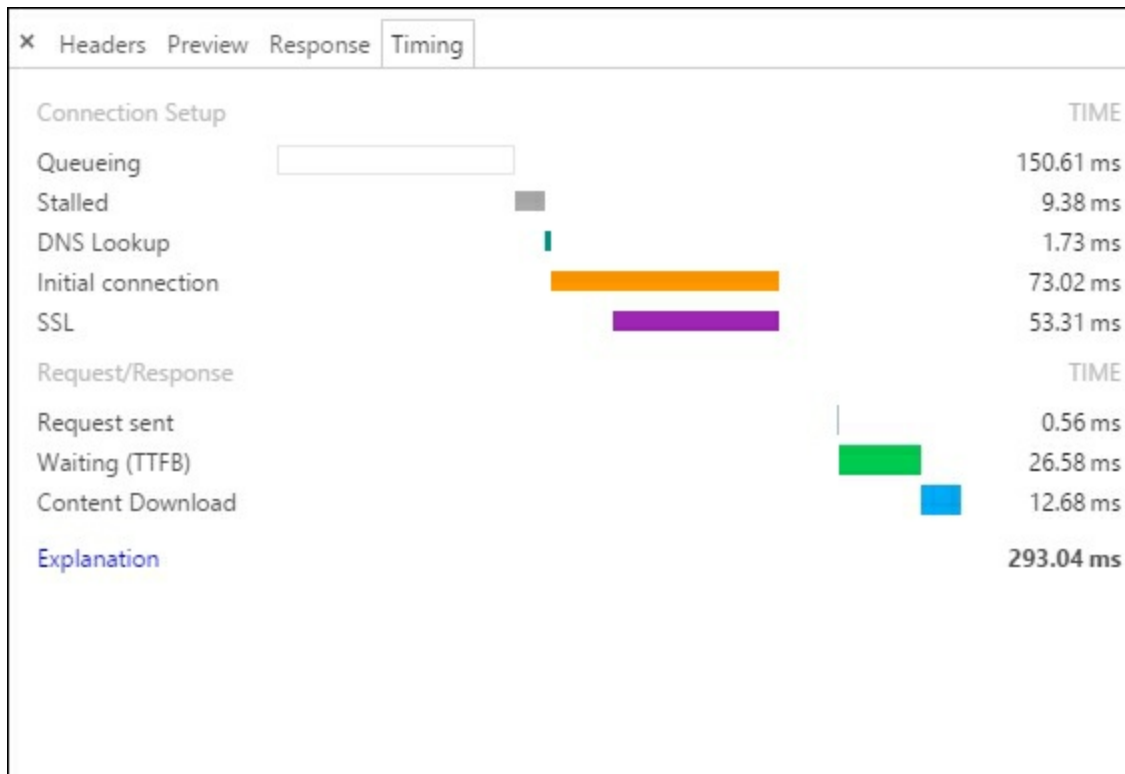 × Headers Preview Response Timing
Connection Setup TIME
Queueing 150.61 ms
Stalled 9.38 ms
DNS Lookup 1.73 ms
Initial connection 73.02 ms
SSL 53.31 ms
Request/Response TIME
Request sent 0.56 ms
Waiting (TTFB) 26.58 ms
Content Download 12.68 ms
Explanation 293.04 ms